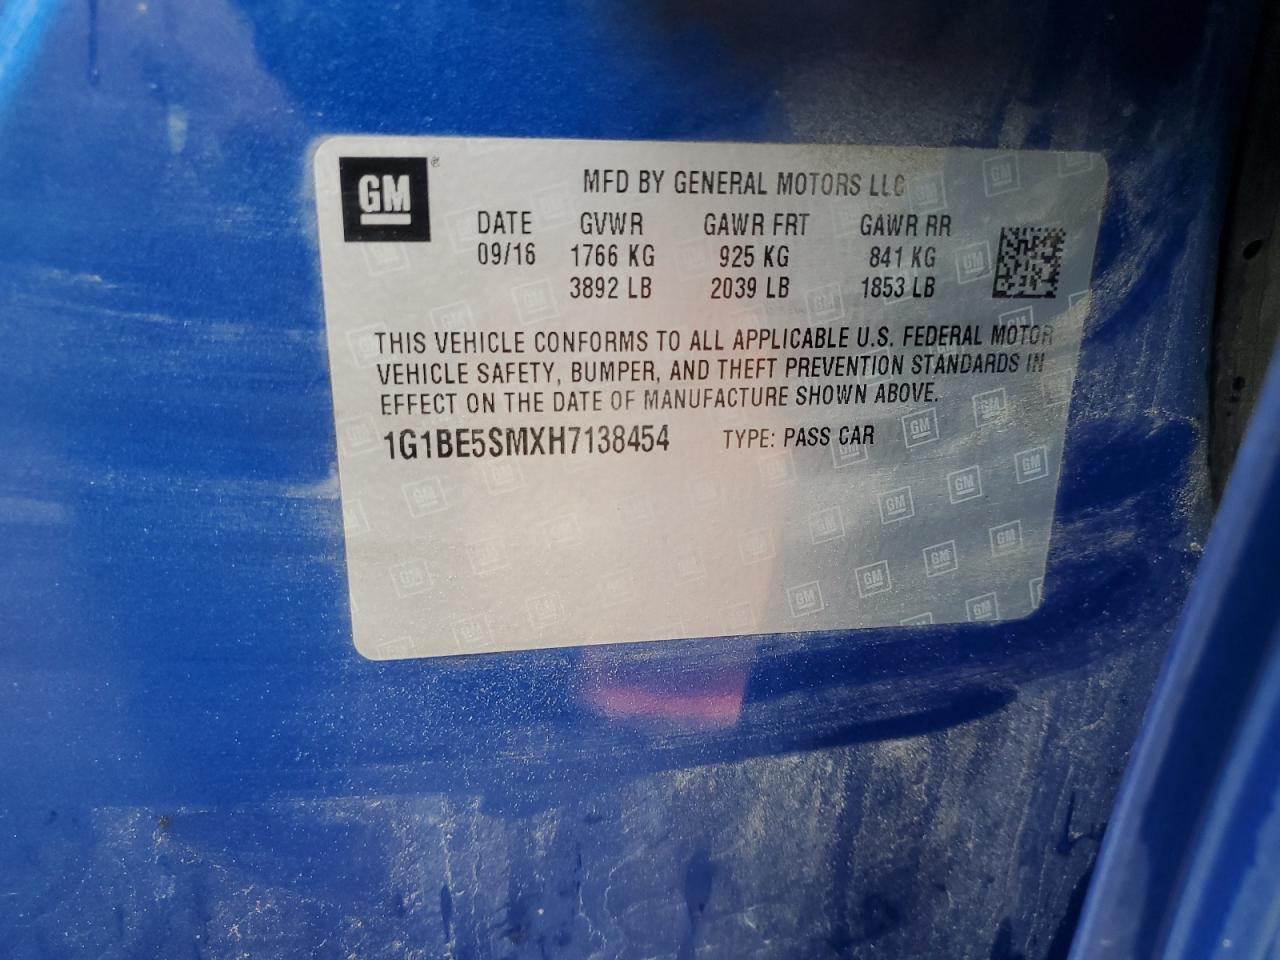 GM
MFD BY GENERAL MOTORS LLC
DATE GVWR GAWR FRT GAWR RR
09/16 1766 KG 925 KG 841 KG
3892 LB 2039 LB 1853 LB
THIS VEHICLE CONFORMS TO ALL APPLICABLE U.S. FEDERAL MOTOR
VEHICLE SAFETY, BUMPER, AND THEFT PREVENTION STANDARDS IN
EFFECT ON THE DATE OF MANUFACTURE SHOWN ABOVE.
1G1BE5SMXH7138454 TYPE: PASS CAR